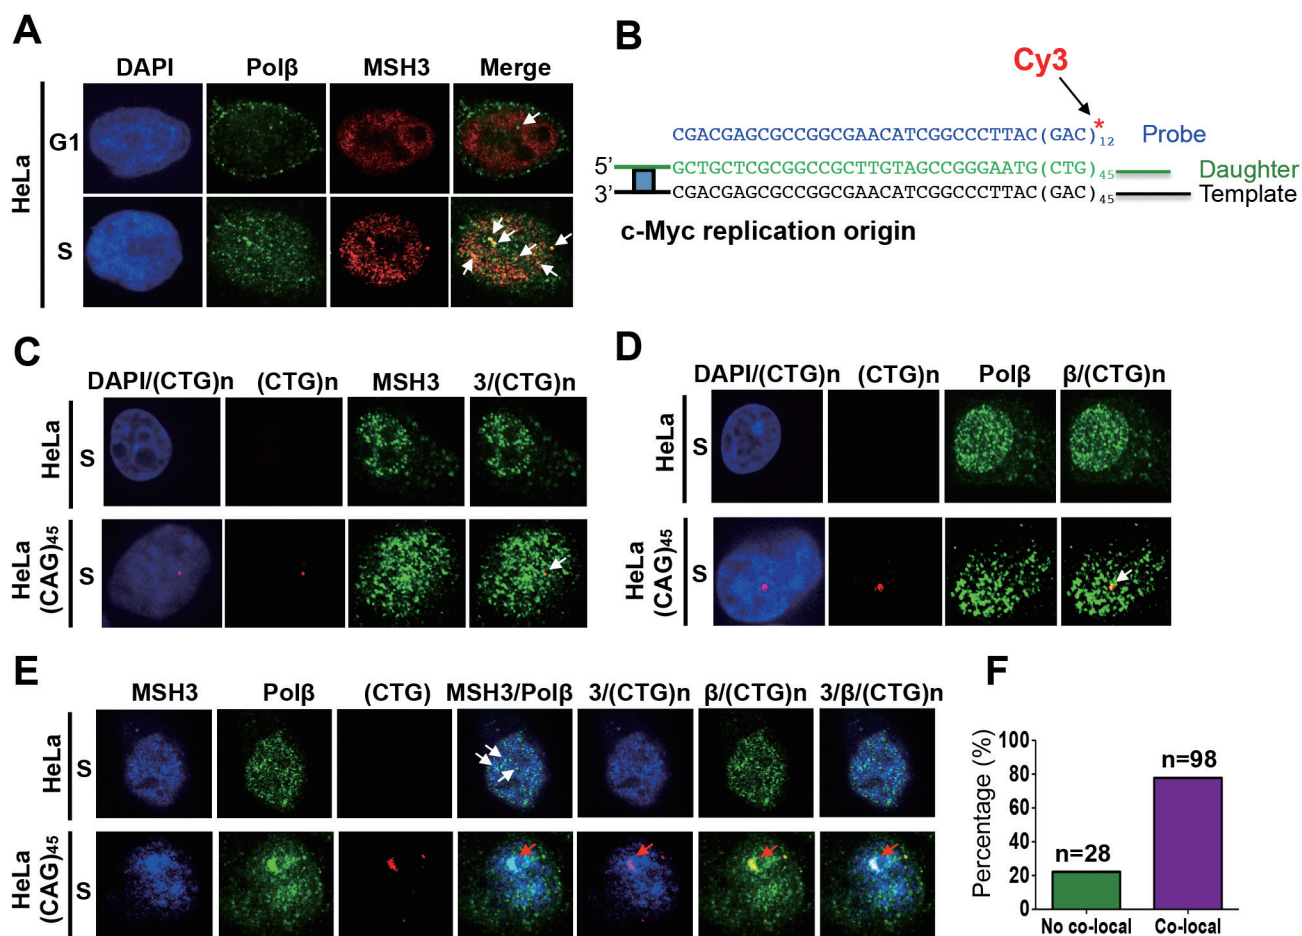 A
DAPI Polβ MSH3 Merge
HeLa
G1
S
B
Cy3
*
CGACGAGCGCCGGCGAACATCGGCCCTTAC(GAC)12 Probe
5' GCTGCTCGCGGCCGCTTGTAGCCGGGAATG(CTG)45 Daughter
3' CGACGAGCGCCGGCGAACATCGGCCCTTAC(GAC)45 Template
c-Myc replication origin
C
DAPI/(CTG)n (CTG)n MSH3 3/(CTG)n
HeLa
S
HeLa
(CAG)45
S
D
DAPI/(CTG)n (CTG)n Polβ β/(CTG)n
HeLa
S
HeLa
(CAG)45
S
E
MSH3 Polβ (CTG) MSH3/Polβ 3/(CTG)n β/(CTG)n 3/β/(CTG)n
HeLa
S
HeLa
(CAG)45
S
F
Percentage (%)
100
80
60
40
20
0
n=28
n=98
No co-local Co-local